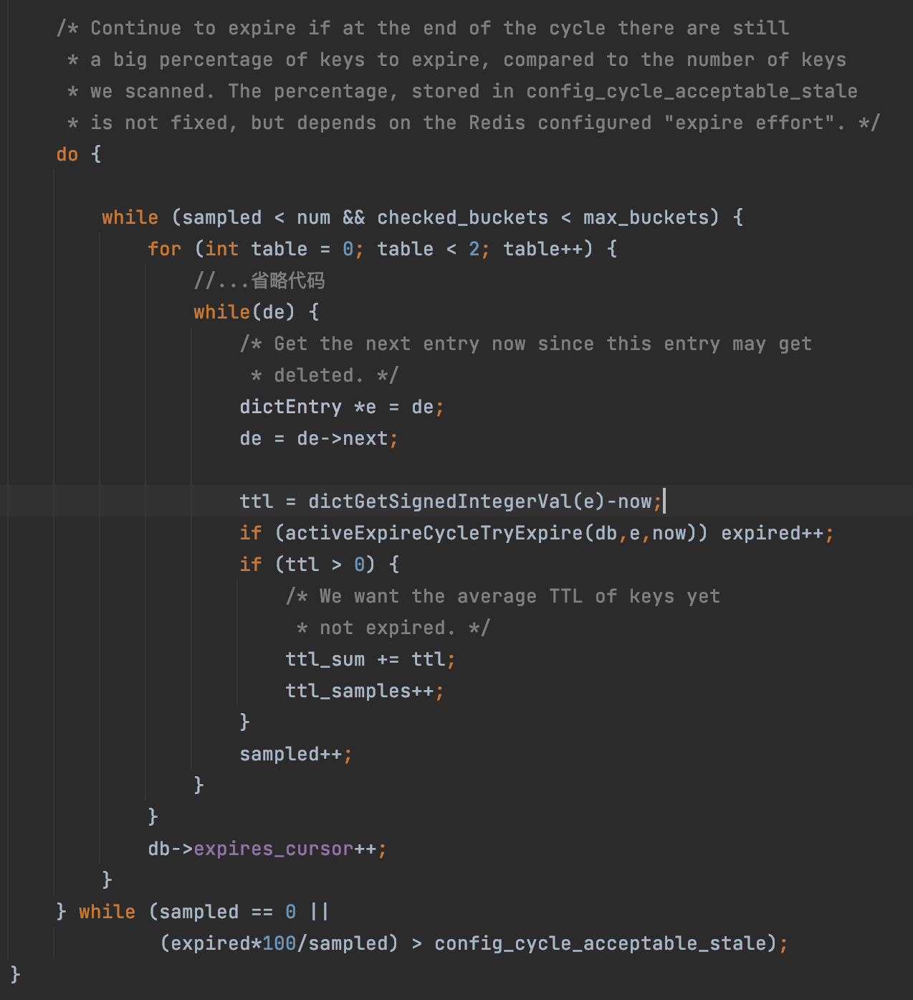 /* Continue to expire if at the end of the cycle there are still
 * a big percentage of keys to expire, compared to the number of keys
 * we scanned. The percentage, stored in config_cycle_acceptable_stale
 * is not fixed, but depends on the Redis configured "expire effort". */
do {
while (sampled < num && checked_buckets < max_buckets) {
for (int table = 0; table < 2; table++) {
//...省略代码
while(de) {
/* Get the next entry now since this entry may get
 * deleted. */
dictEntry *e = de;
de = de->next;
ttl = dictGetSignedIntegerVal(e)-now;
if (activeExpireCycleTryExpire(db,e,now)) expired++;
if (ttl > 0) {
/* We want the average TTL of keys yet
 * not expired. */
ttl_sum += ttl;
ttl_samples++;
}
sampled++;
}
}
db->expires_cursor++;
}
} while (sampled == 0 ||
(expired*100/sampled) > config_cycle_acceptable_stale);
}